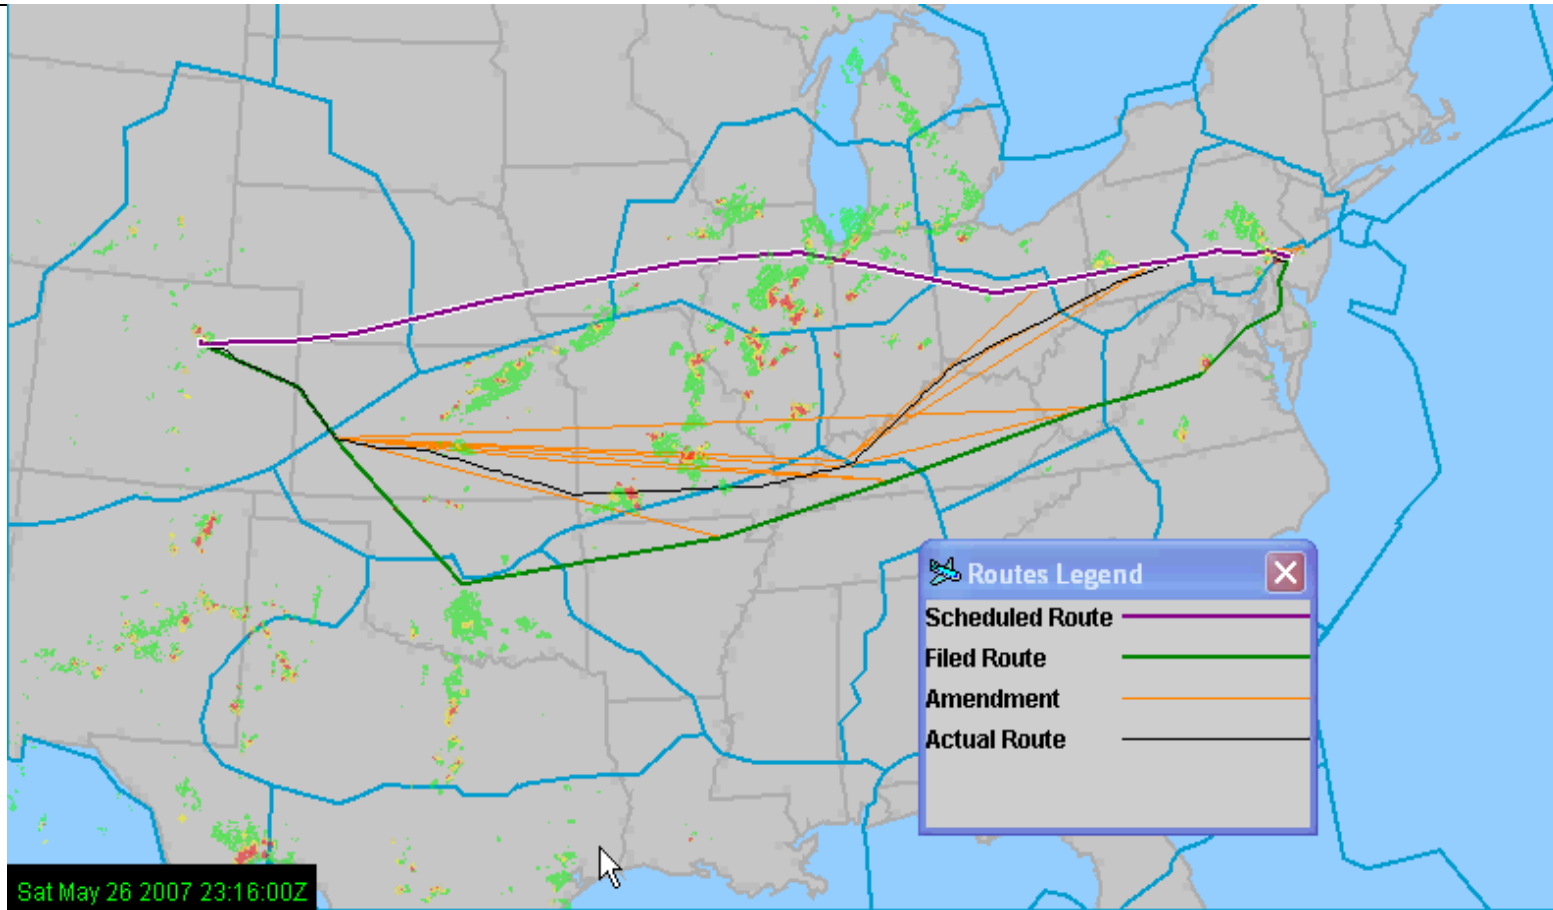 Routes Legend
Scheduled Route
Filed Route
Amendment
Actual Route
Sat May 26 2007 23:16:00Z